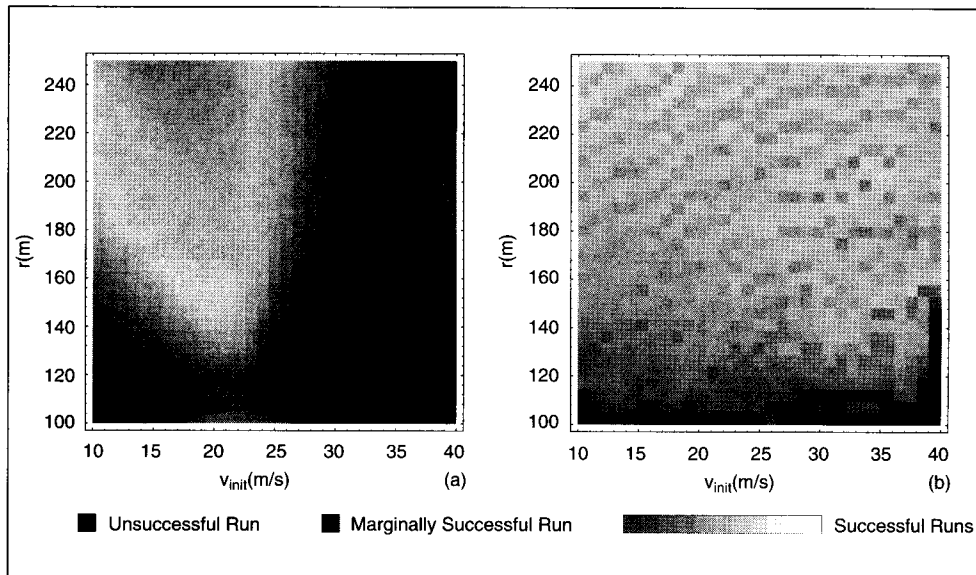 240
220
200
180
160
140
120
100
r(m)
10 15 20 25 30 35 40
v_init(m/s) (a)
240
220
200
180
160
140
120
100
r(m)
10 15 20 25 30 35 40
v_init(m/s) (b)
Unsuccessful Run Marginally Successful Run Successful Runs